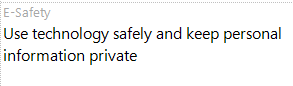 E-Safety
Use technology safely and keep personal
information private